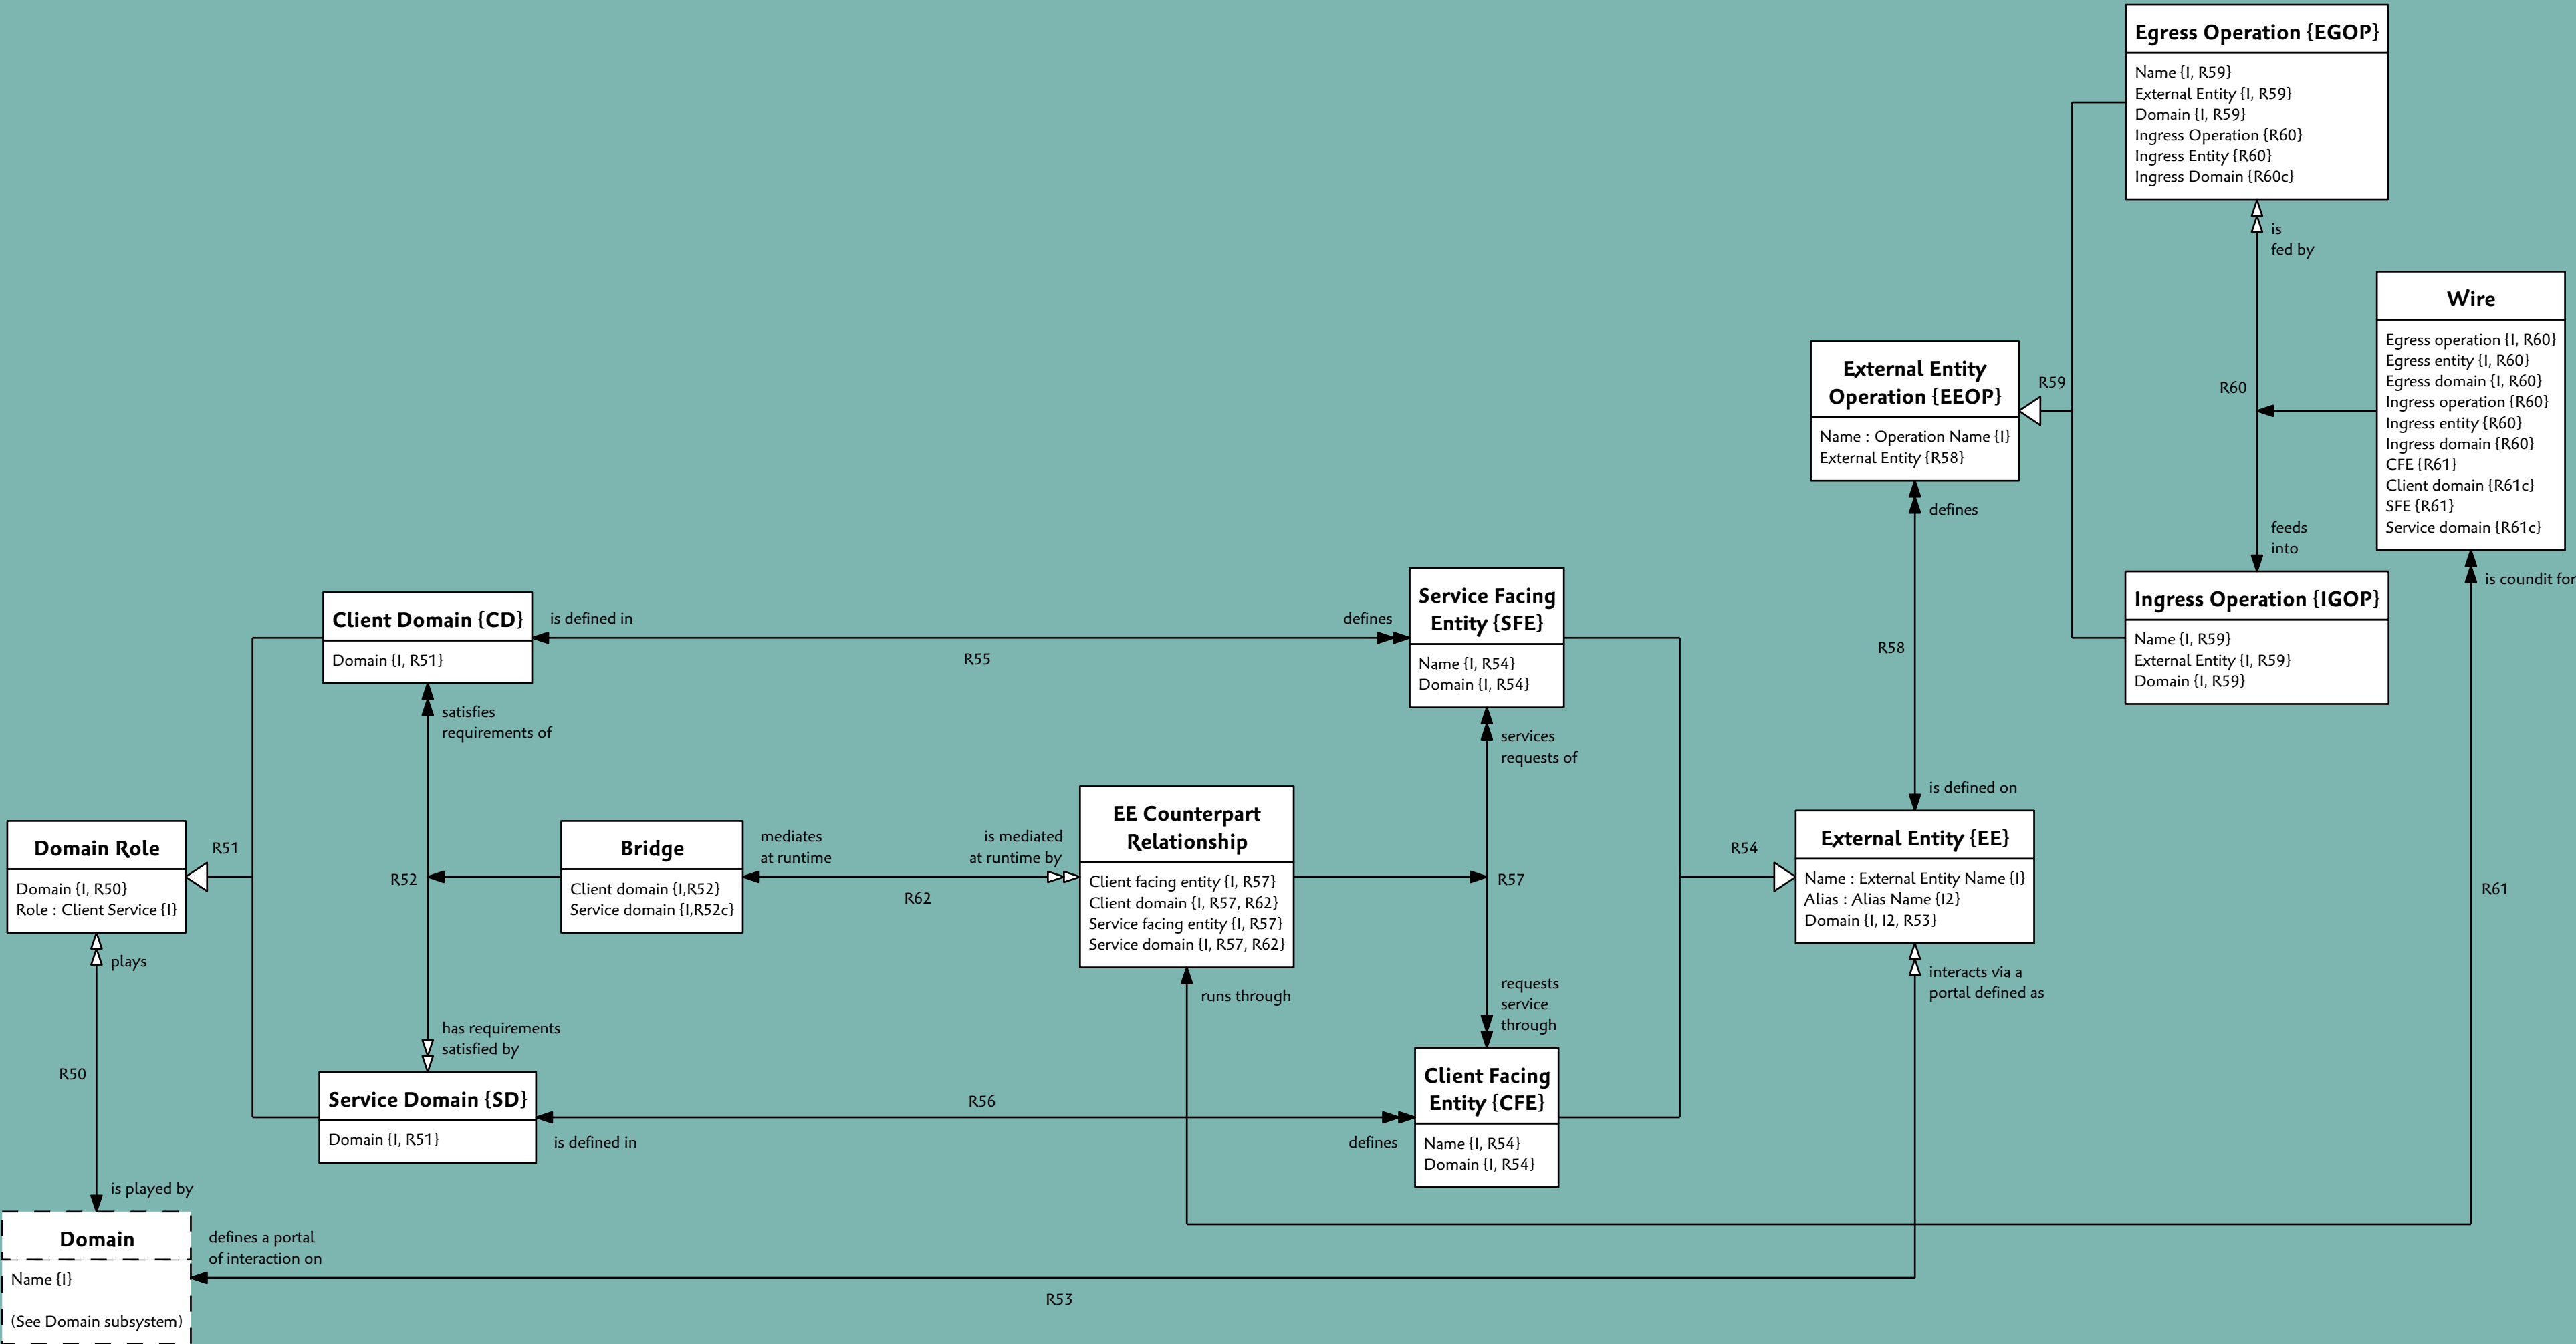 Egress Operation {EGOP}
Name {I, R59}
External Entity {I, R59}
Domain {I, R59}
Ingress Operation {R60}
Ingress Entity {R60}
Ingress Domain {R60c}
is
fed by
R60
feeds
into
Wire
Egress operation {I, R60}
Egress entity {I, R60}
Egress domain {I, R60}
Ingress operation {R60}
Ingress entity {R60}
Ingress domain {R60}
CFE {R61}
Client domain {R61c}
SFE {R61}
Service domain {R61c}
is coundit for
External Entity
Operation {EEOP}
Name : Operation Name {I}
External Entity {R58}
R59
defines
R58
is defined on
Ingress Operation {IGOP}
Name {I, R59}
External Entity {I, R59}
Domain {I, R59}
Client Domain {CD}
Domain {I, R51}
is defined in
R55
defines
Service Facing
Entity {SFE}
Name {I, R54}
Domain {I, R54}
satisfies
requirements of
services
requests of
Domain Role
Domain {I, R50}
Role : Client Service {I}
R51
R52
Bridge
Client domain {I,R52}
Service domain {I,R52c}
mediates
at runtime
R62
is mediated
at runtime by
EE Counterpart
Relationship
Client facing entity {I, R57}
Client domain {I, R57, R62}
Service facing entity {I, R57}
Service domain {I, R57, R62}
R57
R54
External Entity {EE}
Name : External Entity Name {I}
Alias : Alias Name {I2}
Domain {I, I2, R53}
R61
plays
runs through
requests
service
through
interacts via a
portal defined as
has requirements
satisfied by
R50
Service Domain {SD}
Domain {I, R51}
is defined in
R56
defines
Client Facing
Entity {CFE}
Name {I, R54}
Domain {I, R54}
is played by
Domain
Name {I}
(See Domain subsystem)
defines a portal
of interaction on
R53